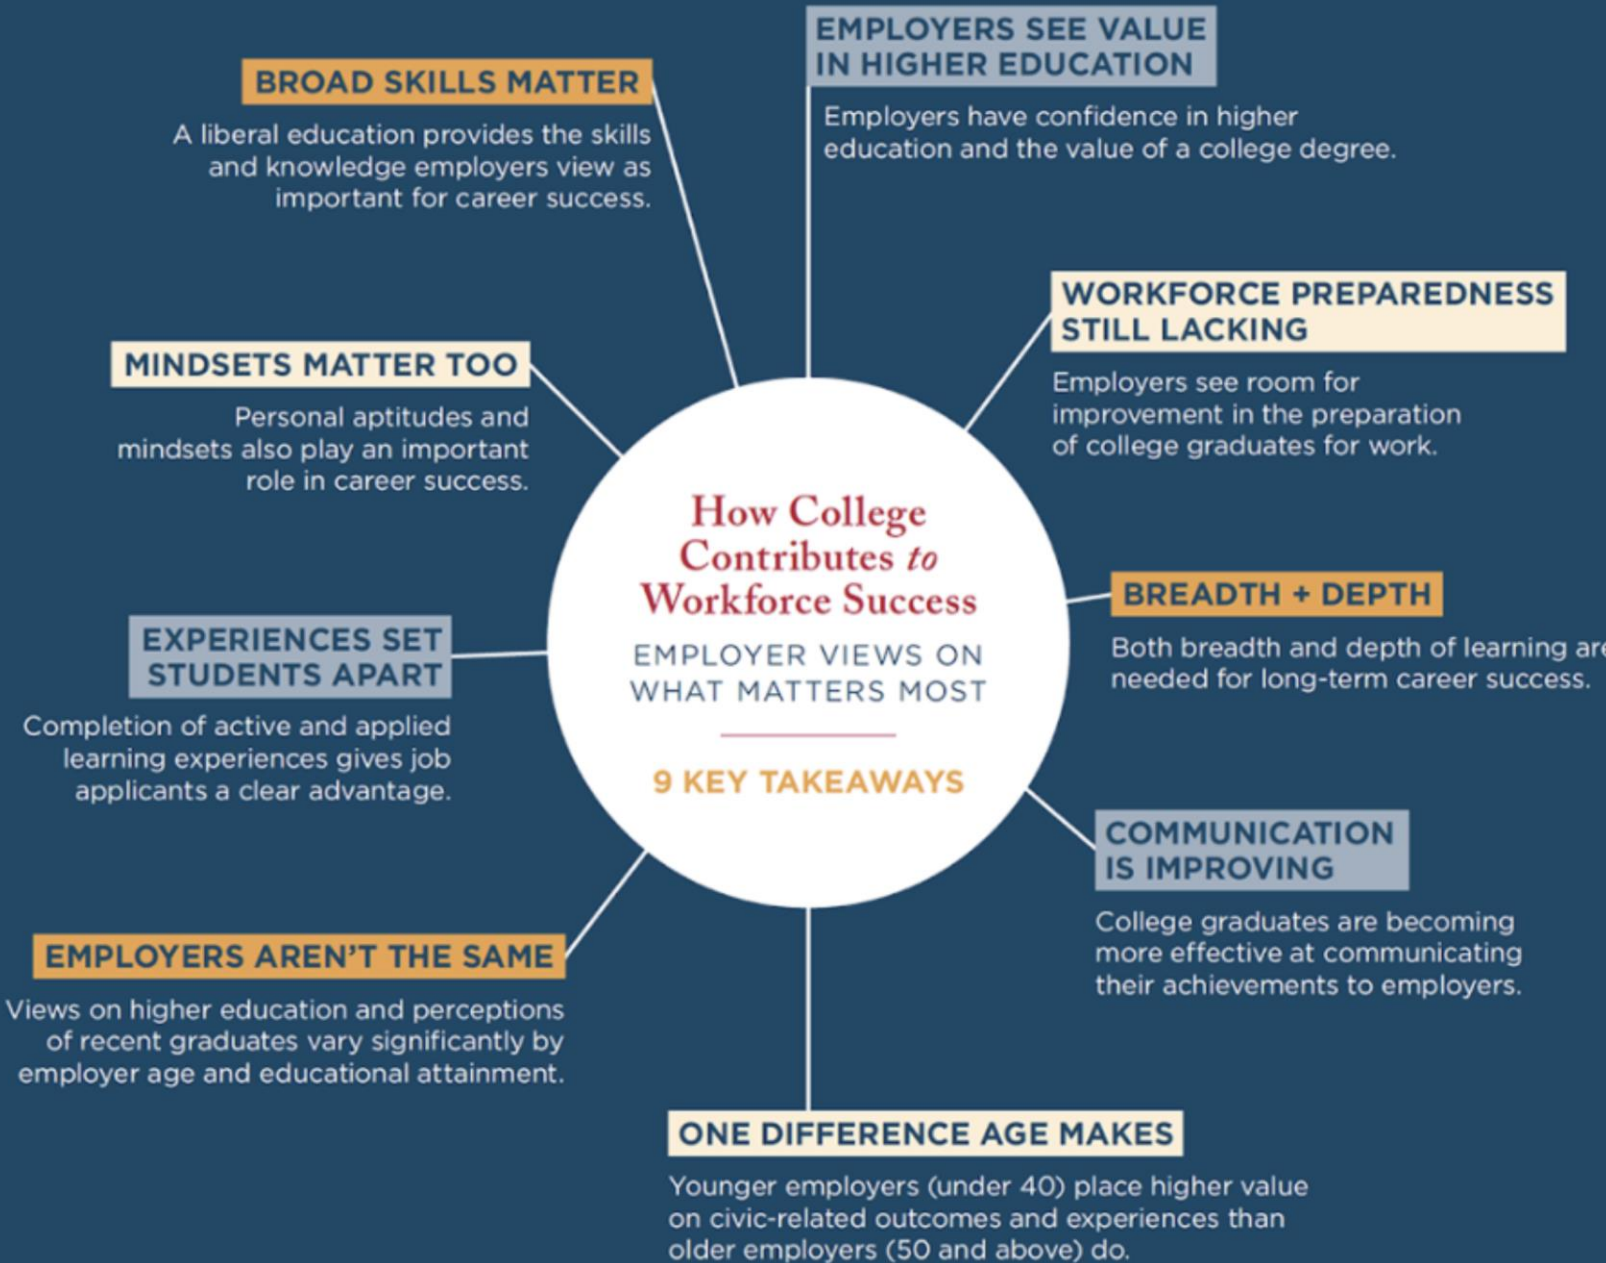 How College
Contributes to
Workforce Success
EMPLOYER VIEWS ON
WHAT MATTERS MOST
9 KEY TAKEAWAYS
EMPLOYERS SEE VALUE
IN HIGHER EDUCATION
Employers have confidence in higher
education and the value of a college degree.
WORKFORCE PREPAREDNESS
STILL LACKING
Employers see room for
improvement in the preparation
of college graduates for work.
BREADTH + DEPTH
Both breadth and depth of learning are
needed for long-term career success.
COMMUNICATION
IS IMPROVING
College graduates are becoming
more effective at communicating
their achievements to employers.
ONE DIFFERENCE AGE MAKES
Younger employers (under 40) place higher value
on civic-related outcomes and experiences than
older employers (50 and above) do.
EMPLOYERS AREN'T THE SAME
Views on higher education and perceptions
of recent graduates vary significantly by
employer age and educational attainment.
EXPERIENCES SET
STUDENTS APART
Completion of active and applied
learning experiences gives job
applicants a clear advantage.
MINDSETS MATTER TOO
Personal aptitudes and
mindsets also play an important
role in career success.
BROAD SKILLS MATTER
A liberal education provides the skills
and knowledge employers view as
important for career success.